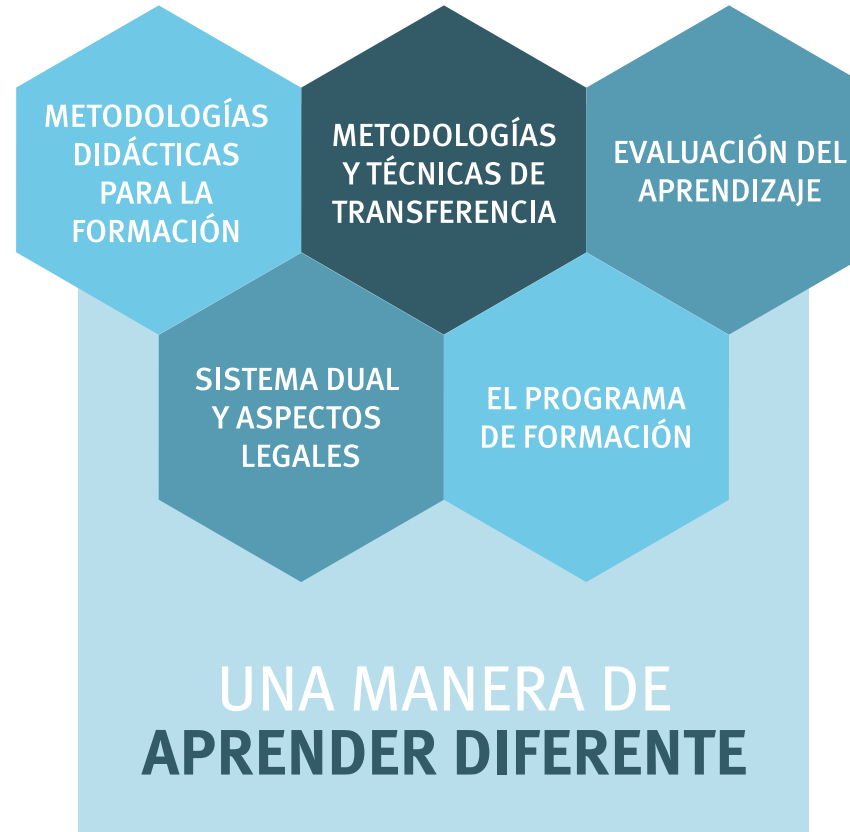 METODOLOGÍAS
DIDÁCTICAS
PARA LA
FORMACIÓN
METODOLOGÍAS
Y TÉCNICAS DE
TRANSFERENCIA
EVALUACIÓN DEL
APRENDIZAJE
SISTEMA DUAL
Y ASPECTOS
LEGALES
EL PROGRAMA
DE FORMACIÓN
UNA MANERA DE
APRENDER DIFERENTE